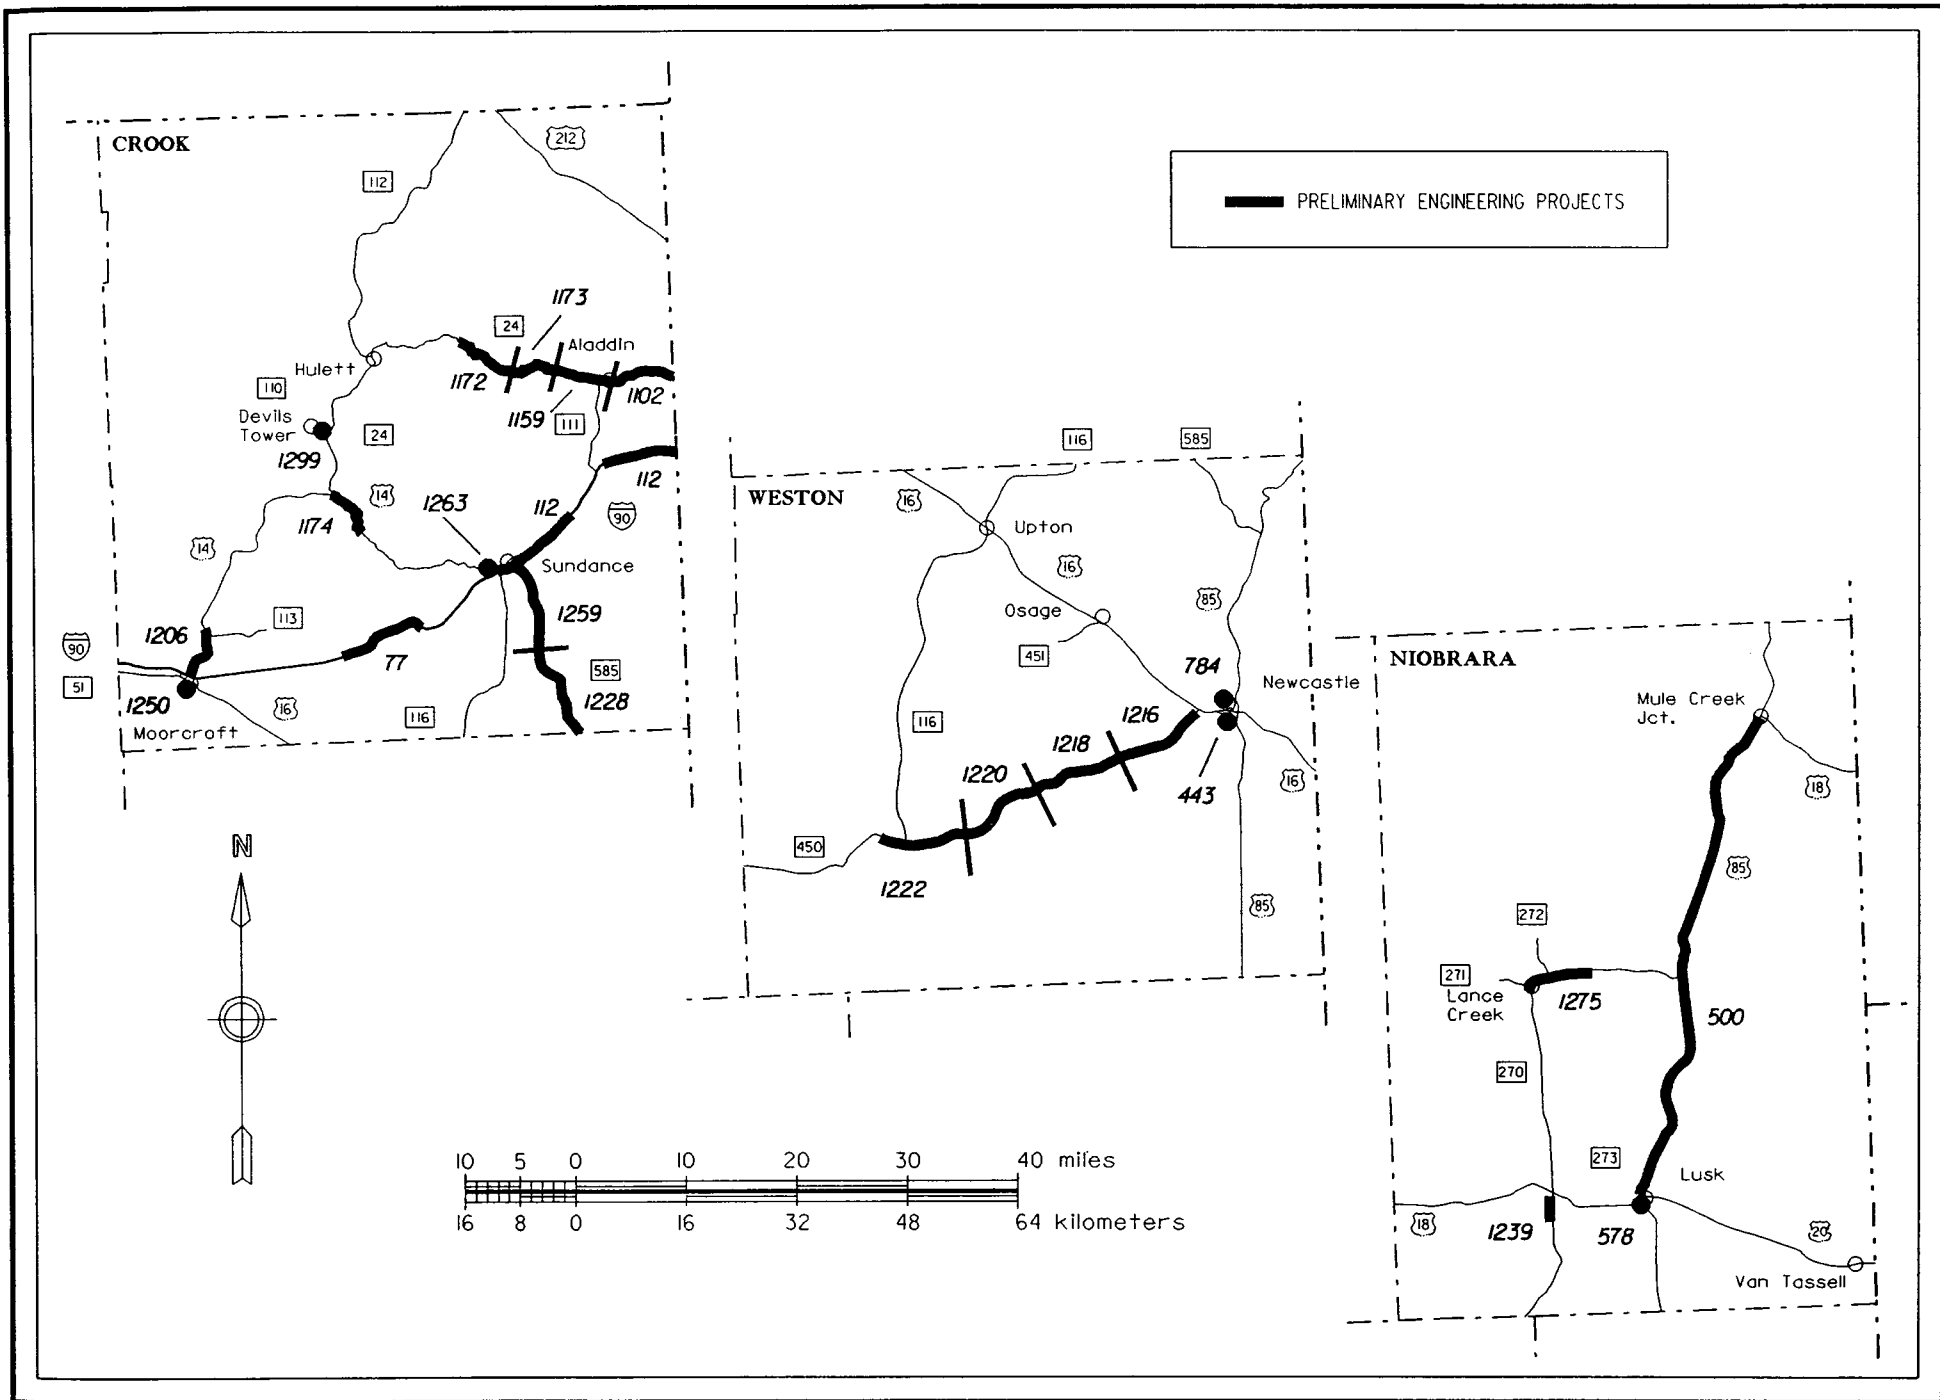 CROOK
212
112
PRELIMINARY ENGINEERING PROJECTS
1173
24
Aladdin
Hulett
1172
110
1102
1159
111
Devils
Tower
24
1299
112
14
1263
112
1174
90
14
Sundance
1259
113
1206
90
77
585
51
1228
1250
16
116
Moorcroft
116
585
WESTON
16
Upton
16
85
Osage
451
784
Newcastle
116
1216
1218
1220
16
443
450
1222
85
NIOBRARA
Mule Creek
Jct.
18
85
272
271
Lance
Creek
1275
500
270
273
Lusk
18
1239
578
20
Van Tassell
N
10 5 0 10 20 30 40 miles
16 8 0 16 32 48 64 kilometers